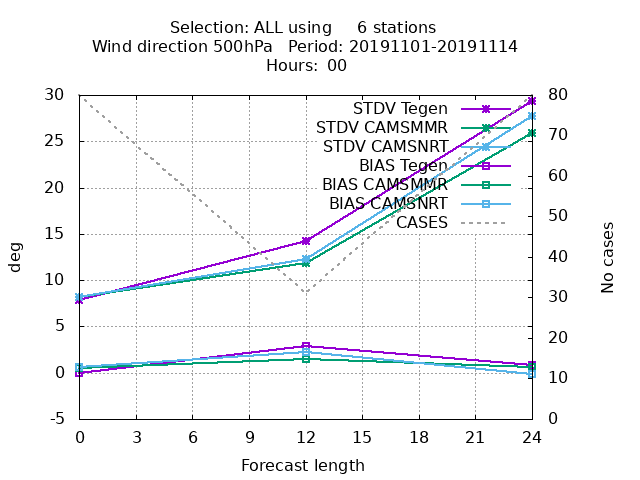 Selection: ALL using     6 stations
Wind direction 500hPa   Period: 20191101-20191114
Hours: 00
STDV Tegen
STDV CAMSMMR
STDV CAMSNRT
BIAS Tegen
BIAS CAMSMMR
BIAS CAMSNRT
CASES
30
25
20
15
10
5
0
-5
deg
80
70
60
50
40
30
20
10
0
No cases
0 3 6 9 12 15 18 21 24
Forecast length